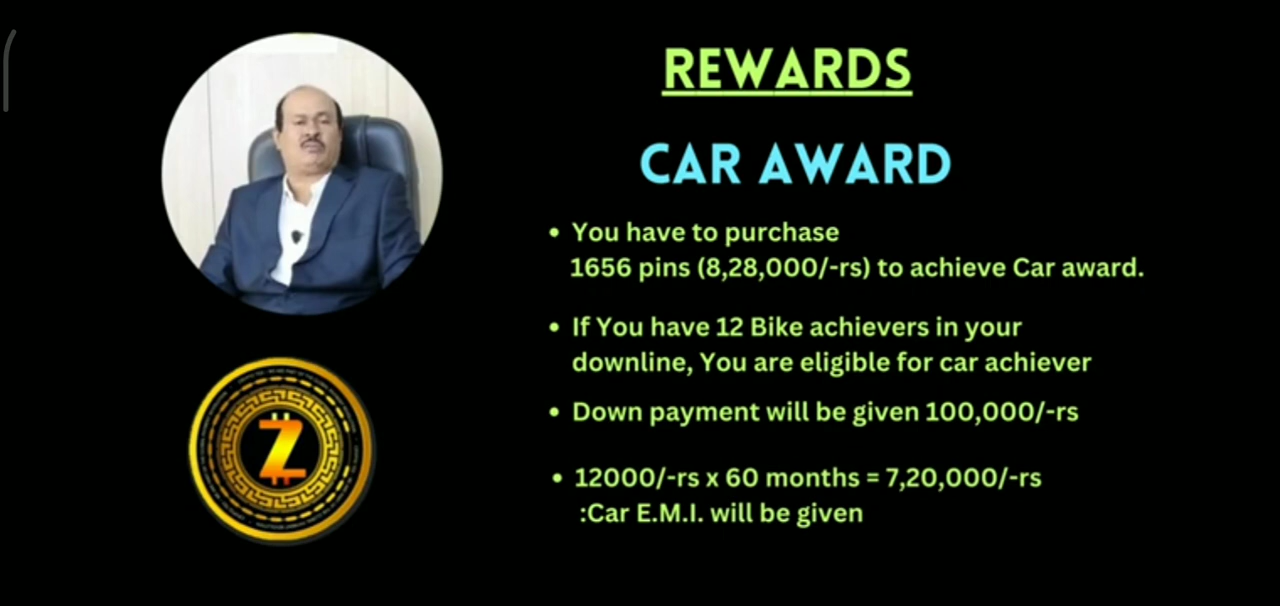 REWARDS
CAR AWARD
• You have to purchase
1656 pins (8,28,000/-rs) to achieve Car award.
• If You have 12 Bike achievers in your
downline, You are eligible for car achiever
• Down payment will be given 100,000/-rs
• 12000/-rs x 60 months = 7,20,000/-rs
:Car E.M.I. will be given
Z